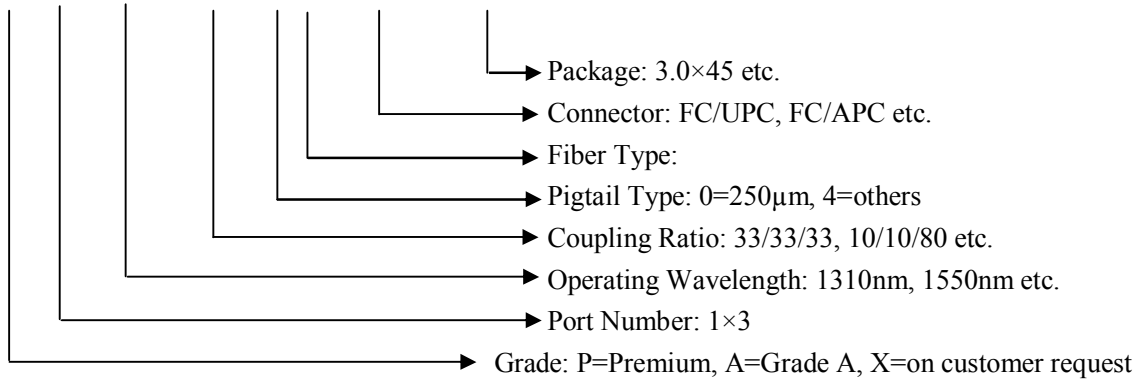 Package: 3.0×45 etc.
Connector: FC/UPC, FC/APC etc.
Fiber Type:
Pigtail Type: 0=250µm, 4=others
Coupling Ratio: 33/33/33, 10/10/80 etc.
Operating Wavelength: 1310nm, 1550nm etc.
Port Number: 1×3
Grade: P=Premium, A=Grade A, X=on customer request